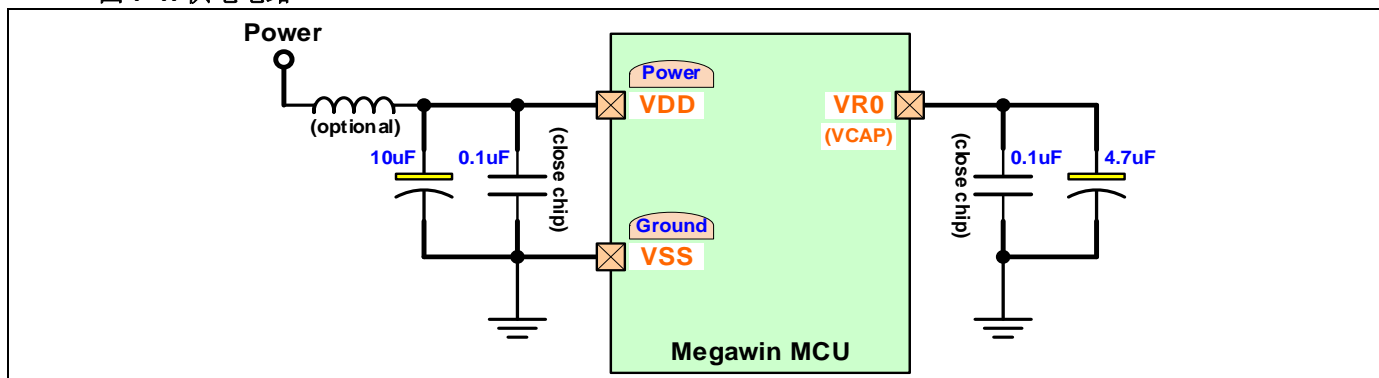 Power
(optional)
10uF
0.1uF
(close chip)
Power
VDD
Ground
VSS
VR0
(VCAP)
(close chip)
0.1uF
4.7uF
Megawin MCU